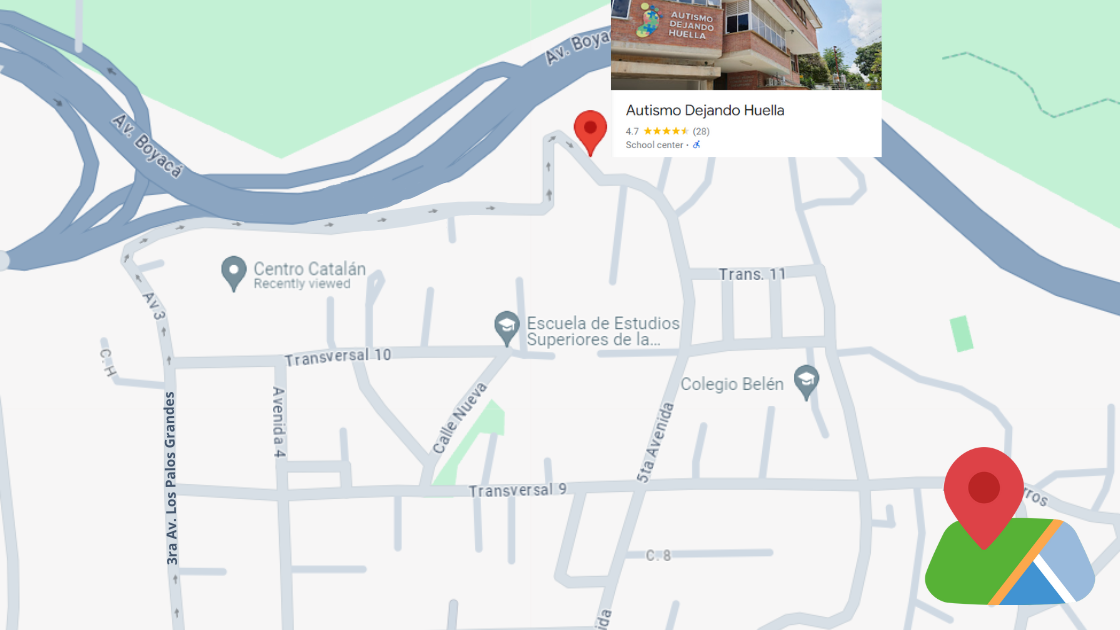 Av. Boyac
AUTISMO
DEJANDO
HUELLA
Autismo Dejando Huella
4.7 (28)
School center ·
Av. Boyacá
Centro Catalán
Recently viewed
Trans. 11
Av 3
Escuela de Estudios
Superiores de la...
C. H
Transversal 10
Colegio Belén
Calle Nueva
Avenida 4
5ta Avenida
3ra Av. Los Palos Grandes
Transversal 9
rros
C. 8
ida